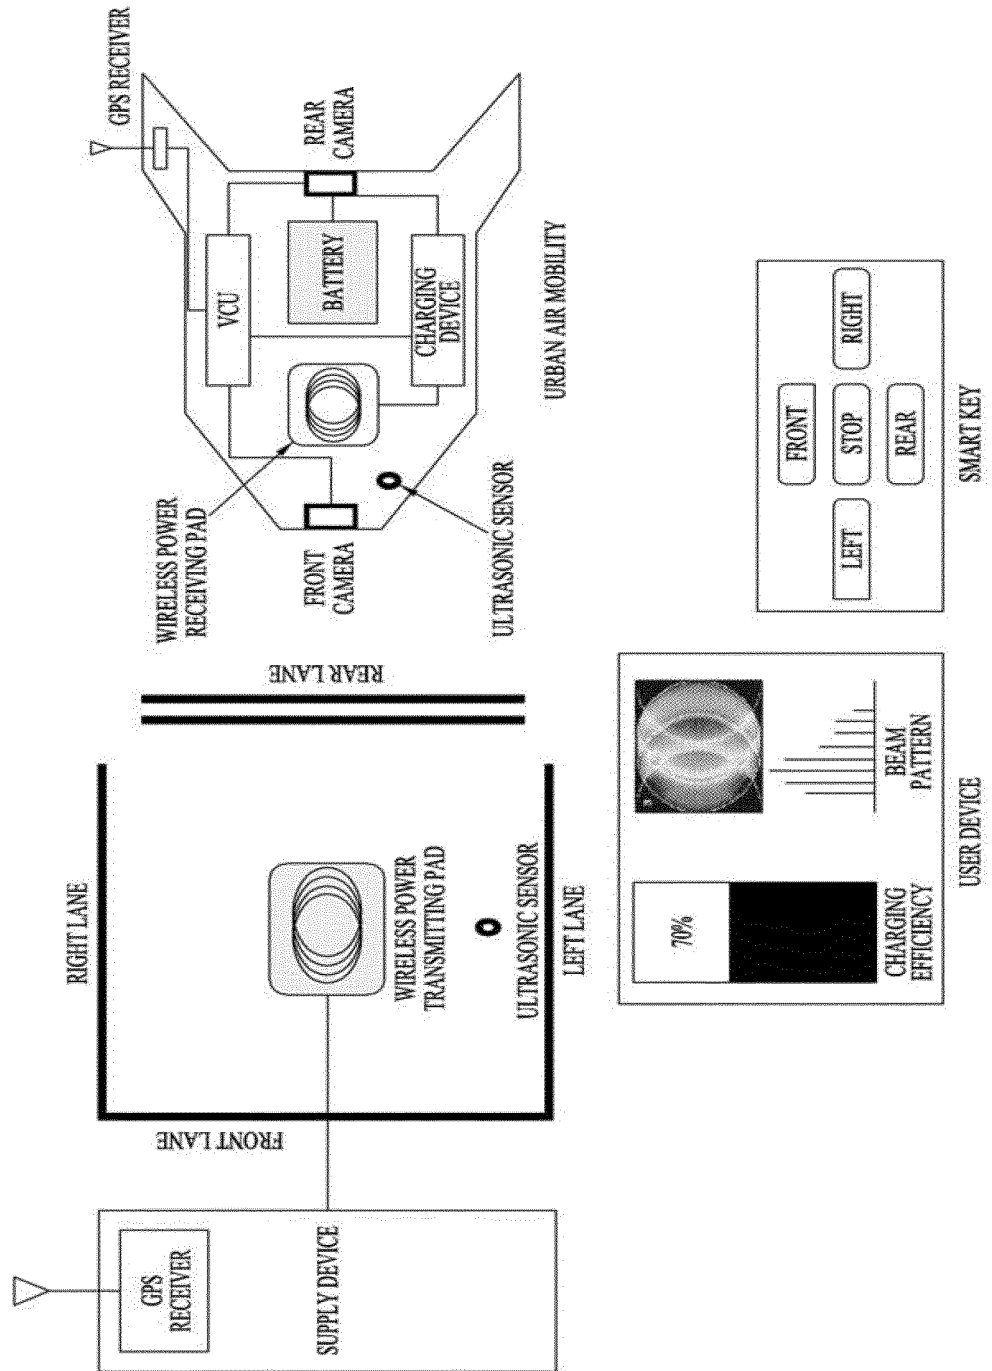 GPS
RECEIVER
SUPPLY DEVICE
FRONT LANE
RIGHT LANE
WIRELESS POWER
TRANSMITTING PAD
ULTRASONIC SENSOR
LEFT LANE
REAR LANE
WIRELESS POWER
RECEIVING PAD
FRONT
CAMERA
ULTRASONIC SENSOR
GPS RECEIVER
VCU
BATTERY
CHARGING
DEVICE
REAR
CAMERA
URBAN AIR MOBILITY
70%
CHARGING
EFFICIENCY
BEAM
PATTERN
USER DEVICE
FRONT
LEFT
STOP
RIGHT
REAR
SMART KEY